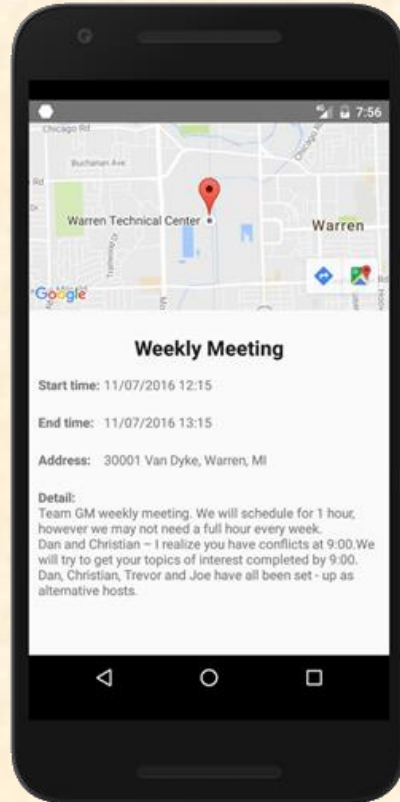 4G 7:56
Chicago Rd
Buchanan Ave
Rd
Dr
Chicago Rd
Warren Technical Center
Warren
Google
Weekly Meeting
Start time: 11/07/2016 12:15
End time: 11/07/2016 13:15
Address: 30001 Van Dyke, Warren, MI
Detail:
Team GM weekly meeting. We will schedule for 1 hour,
however we may not need a full hour every week.
Dan and Christian – I realize you have conflicts at 9:00.We
will try to get your topics of interest completed by 9:00.
Dan, Christian, Trevor and Joe have all been set - up as
alternative hosts.